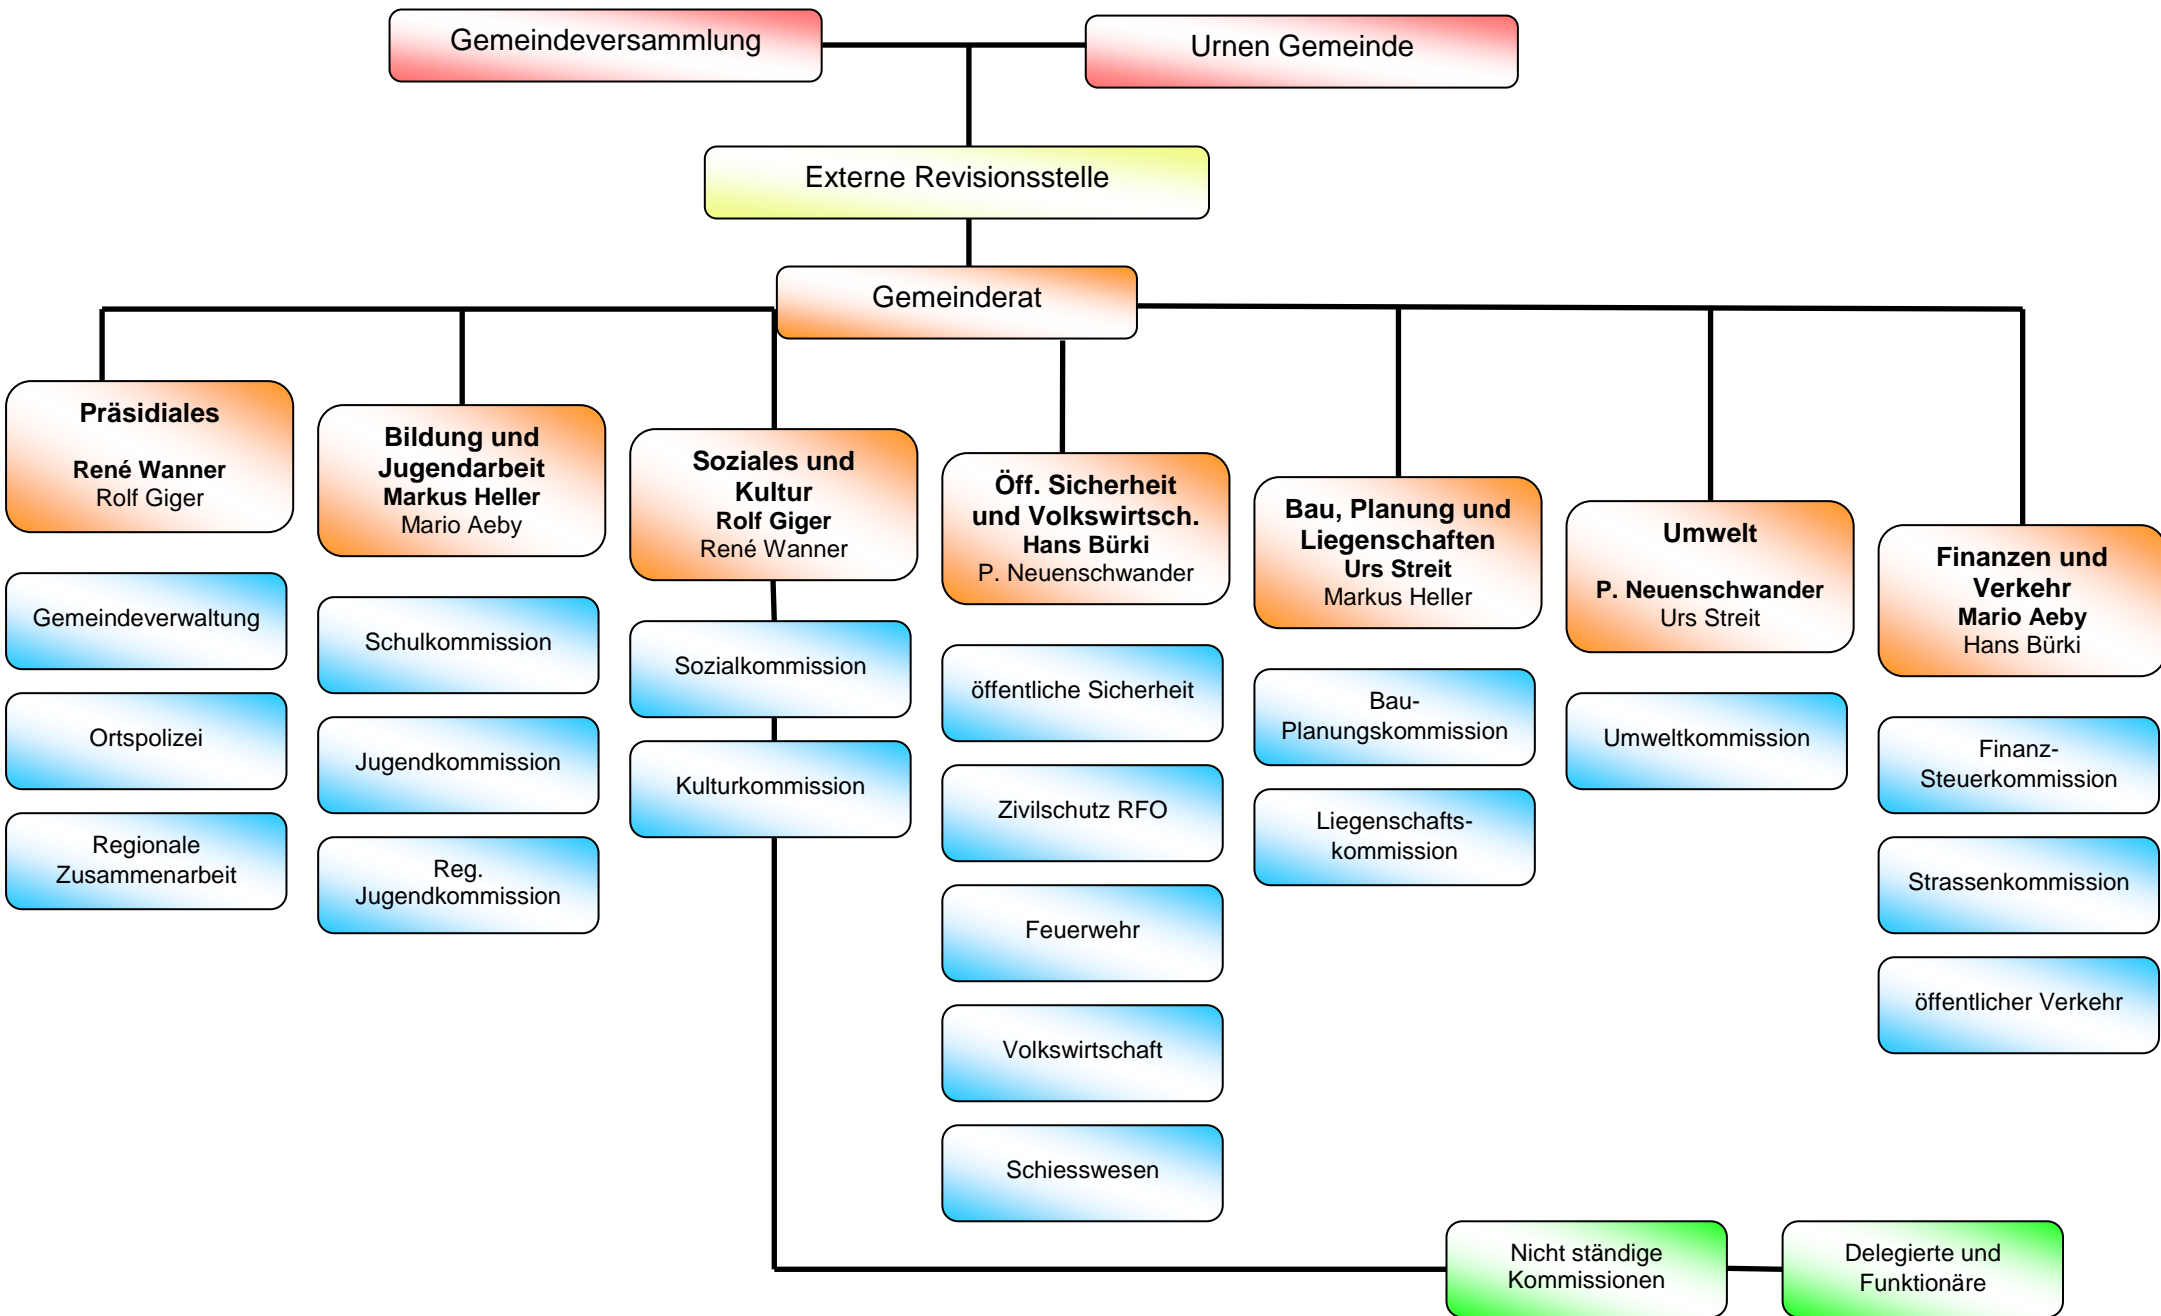 Gemeindeversammlung
Urnen Gemeinde
Externe Revisionsstelle
Gemeinderat
Präsidiales
René Wanner
Rolf Giger
Gemeindeverwaltung
Ortspolizei
Regionale
Zusammenarbeit
Bildung und
Jugendarbeit
Markus Heller
Mario Aeby
Schulkommission
Jugendkommission
Reg.
Jugendkommission
Soziales und
Kultur
Rolf Giger
René Wanner
Sozialkommission
Kulturkommission
Öff. Sicherheit
und Volkswirtsch.
Hans Bürki
P. Neuenschwander
öffentliche Sicherheit
Zivilschutz RFO
Feuerwehr
Volkswirtschaft
Schiesswesen
Bau, Planung und
Liegenschaften
Urs Streit
Markus Heller
Bau-
Planungskommission
Liegenschafts-
kommission
Umwelt
P. Neuenschwander
Urs Streit
Umweltkommission
Finanzen und
Verkehr
Mario Aeby
Hans Bürki
Finanz-
Steuerkommission
Strassenkommission
öffentlicher Verkehr
Nicht ständige
Kommissionen
Delegierte und
Funktionäre